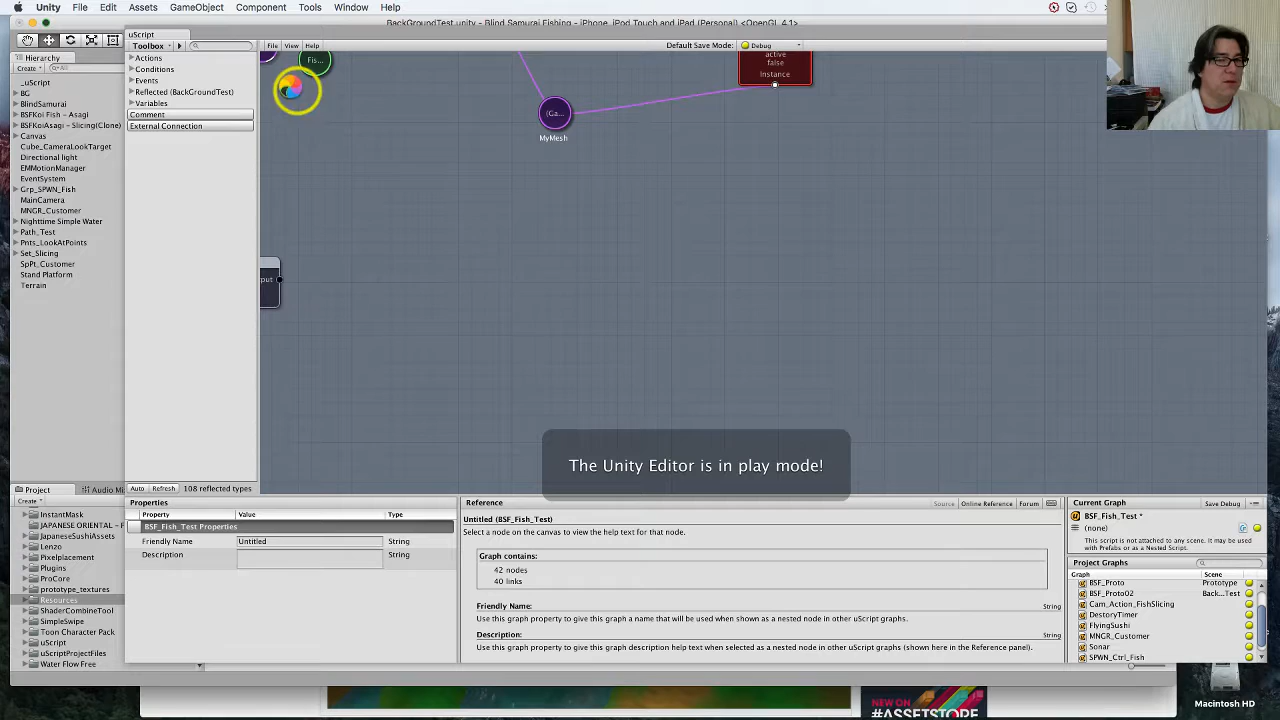 Unity File Edit Assets GameObject Component Tools Window Help
BackGroundTest.unity - Blind Samurai Fishing - iPhone, iPod Touch and iPad (Personal) <OpenGL 4.1>
uScript
Toolbox
File View Help
Default Save Mode: Debug
Hierarchy
Create All
_uScript
BG
BlindSamurai
BSFKoi Fish - Asagi
BSFKoiAsagi - Slicing(Clone)
Canvas
Cube_CameraLookTarget
Directional light
EMMotionManager
EventSystem
Grp_SPWN_Fish
MainCamera
MNGR_Customer
Nighttime Simple Water
Path_Test
Pnts_LookAtPoints
Set_Slicing
SpPt_Customer
Stand Platform
Terrain
Actions
Conditions
Events
Reflected (BackGroundTest)
Variables
Comment
External Connection
Fis...
active
false
Instance
(Ga...
MyMesh
put
The Unity Editor is in play mode!
Auto Refresh 108 reflected types
Project Audio Mi
Create
InstantMask
JAPANESE ORIENTAL - F
JapaneseSushiAssets
Lenzo
Pixelplacement
Plugins
ProCore
prototype_textures
Resources
ShaderCombineTool
SimpleSwipe
Toon Character Pack
uScript
uScriptProjectFiles
Water Flow Free
Properties
Property Value Type
BSF_Fish_Test Properties
Friendly Name Untitled String
Description String
Reference Source Online Reference Forum
Untitled (BSF_Fish_Test)
Select a node on the canvas to view the help text for that node.
Graph contains:
42 nodes
40 links
Friendly Name: String
Use this graph property to give this graph a name that will be used when shown as a nested node in other uScript graphs.
Description: String
Use this graph property to give this graph description help text when selected as a nested node in other uScript graphs (shown here in the Reference panel).
Current Graph Save Debug
BSF_Fish_Test *
(none)
This script is not attached to any scene. It may be used
with Prefabs or as a Nested Script.
Project Graphs
Graph Scene
BSF_Proto Prototype
BSF_Proto02 Back...Test
Cam_Action_FishSlicing
DestoryTimer
FlyingSushi
MNGR_Customer
Sonar
SPWN_Ctrl_Fish
NEW ON
#ASSETSTORE
Macintosh HD